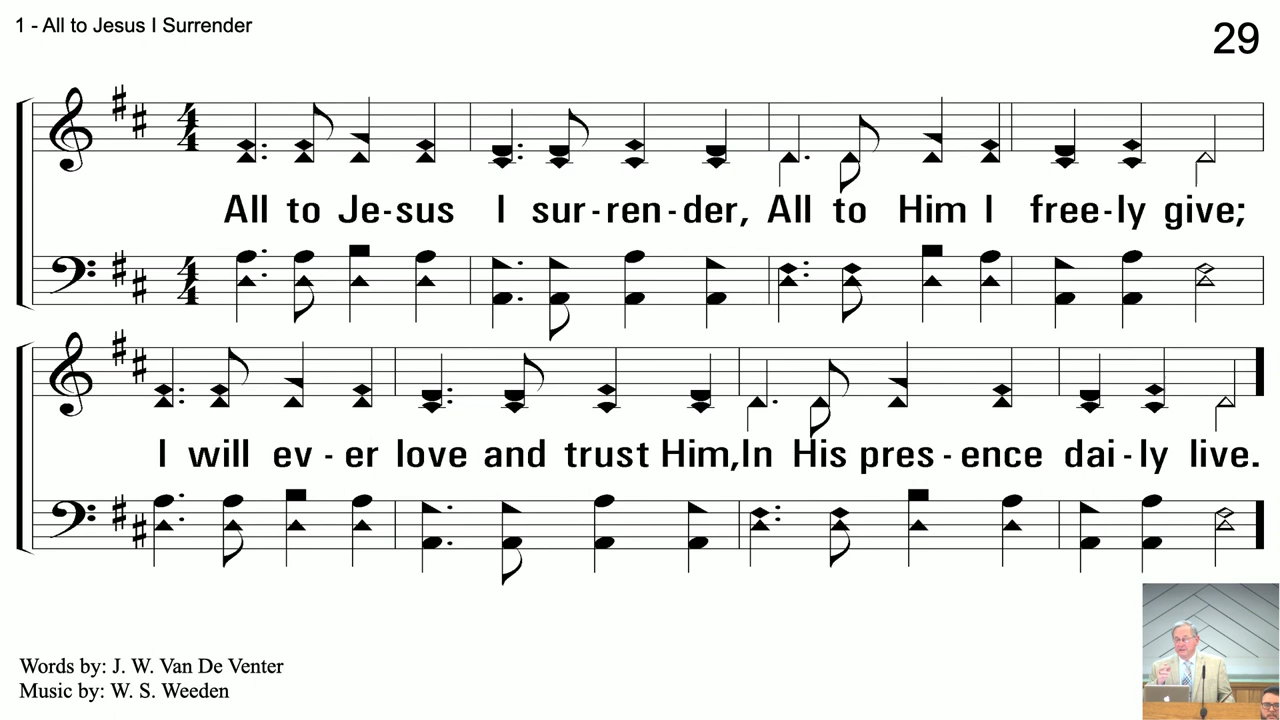 1 - All to Jesus I Surrender
29
All to Je-sus I sur-ren-der, All to Him I free-ly give;
I will ev-er love and trust Him,In His pres-ence dai-ly live.
Words by: J. W. Van De Venter
Music by: W. S. Weeden